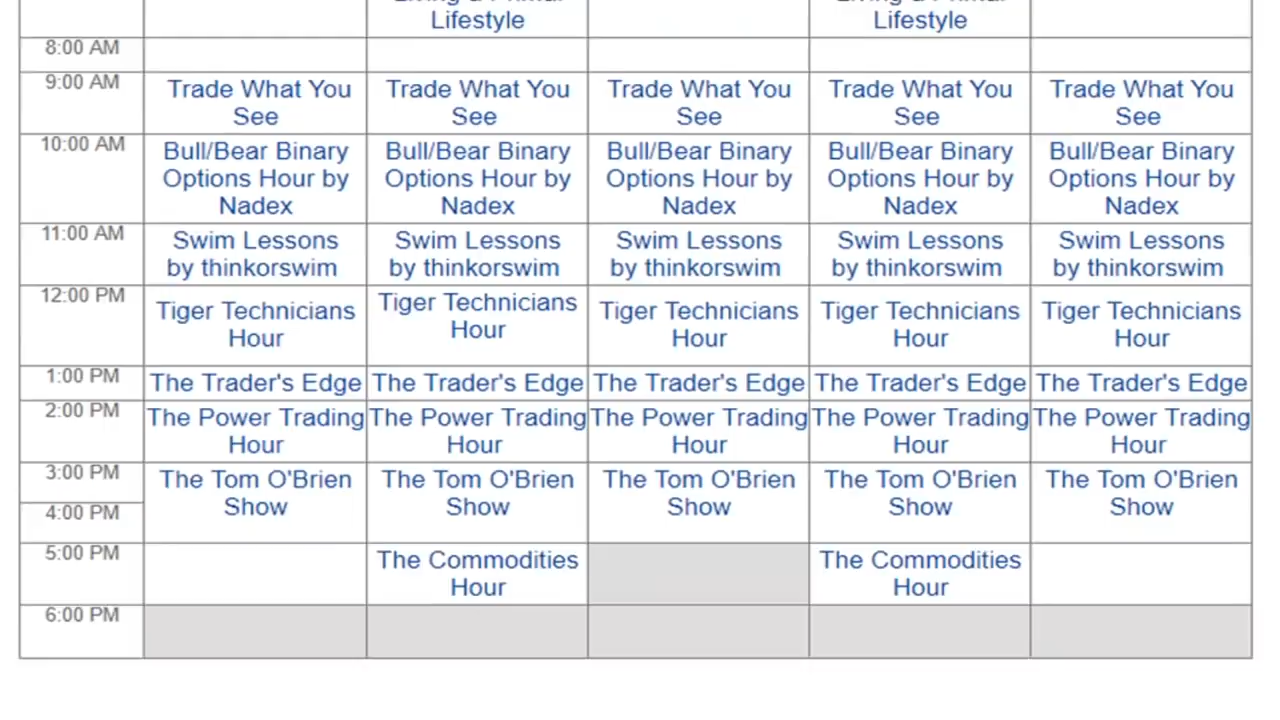 Lifestyle
Lifestyle
8:00 AM
9:00 AM
Trade What You
See
Trade What You
See
Trade What You
See
Trade What You
See
Trade What You
See
10:00 AM
Bull/Bear Binary
Options Hour by
Nadex
Bull/Bear Binary
Options Hour by
Nadex
Bull/Bear Binary
Options Hour by
Nadex
Bull/Bear Binary
Options Hour by
Nadex
Bull/Bear Binary
Options Hour by
Nadex
11:00 AM
Swim Lessons
by thinkorswim
Swim Lessons
by thinkorswim
Swim Lessons
by thinkorswim
Swim Lessons
by thinkorswim
Swim Lessons
by thinkorswim
12:00 PM
Tiger Technicians
Hour
Tiger Technicians
Hour
Tiger Technicians
Hour
Tiger Technicians
Hour
Tiger Technicians
Hour
1:00 PM
The Trader's Edge
The Trader's Edge
The Trader's Edge
The Trader's Edge
The Trader's Edge
2:00 PM
The Power Trading
Hour
The Power Trading
Hour
The Power Trading
Hour
The Power Trading
Hour
The Power Trading
Hour
3:00 PM
The Tom O'Brien
Show
The Tom O'Brien
Show
The Tom O'Brien
Show
The Tom O'Brien
Show
The Tom O'Brien
Show
4:00 PM
5:00 PM
The Commodities
Hour
The Commodities
Hour
6:00 PM